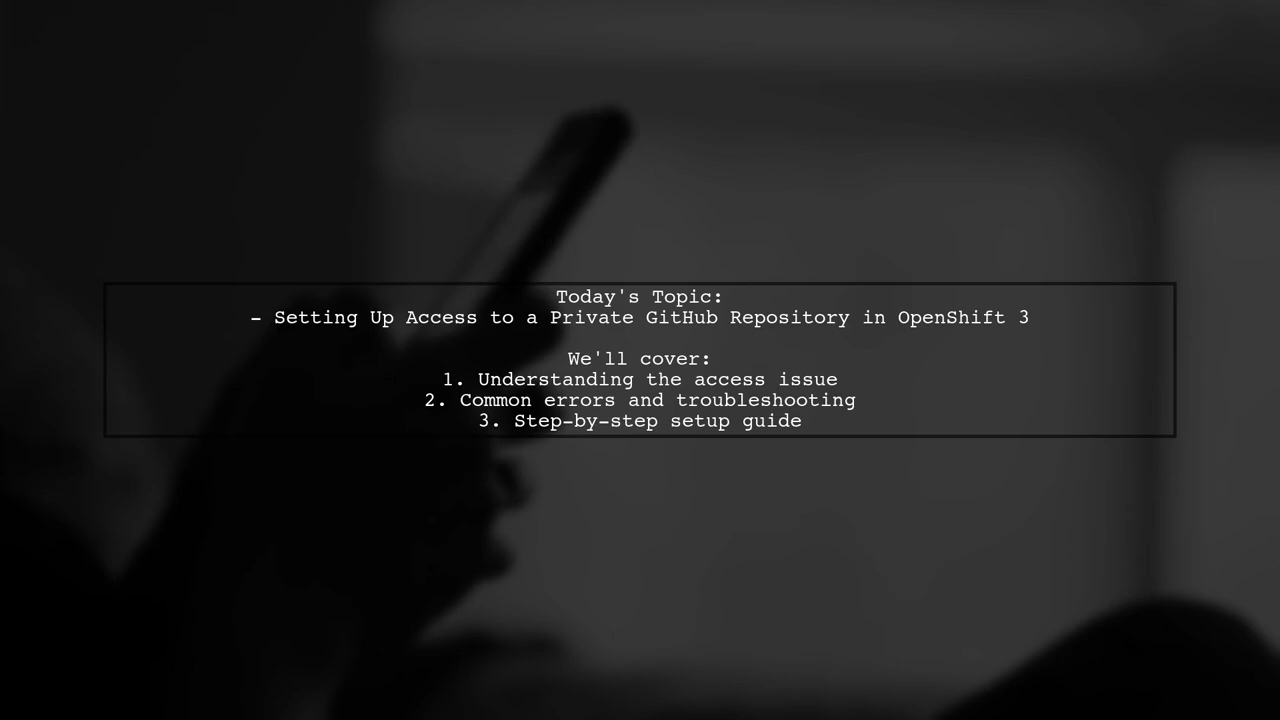 Today's Topic:
- Setting Up Access to a Private GitHub Repository in OpenShift 3
We'll cover:
1. Understanding the access issue
2. Common errors and troubleshooting
3. Step-by-step setup guide